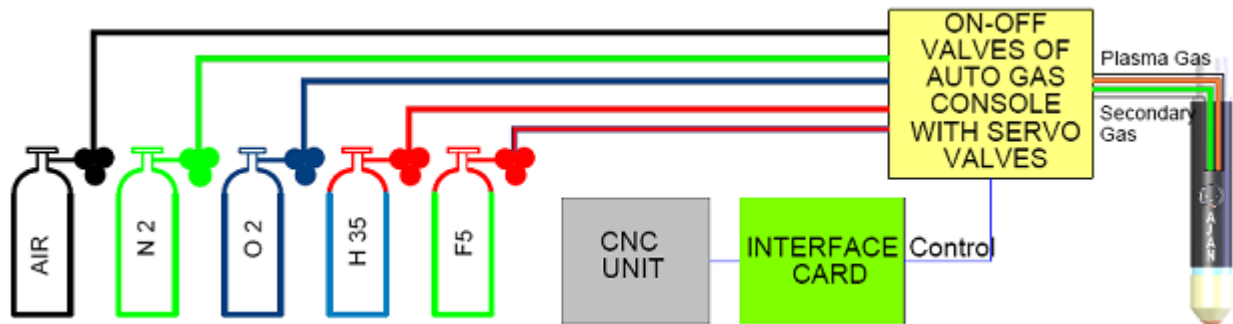 ON-OFF
VALVES OF
AUTO GAS
CONSOLE
WITH SERVO
VALVES
Plasma Gas
Secondary
Gas
AIR
N 2
O 2
H 35
F5
CNC
UNIT
INTERFACE
CARD
Control
AJAN